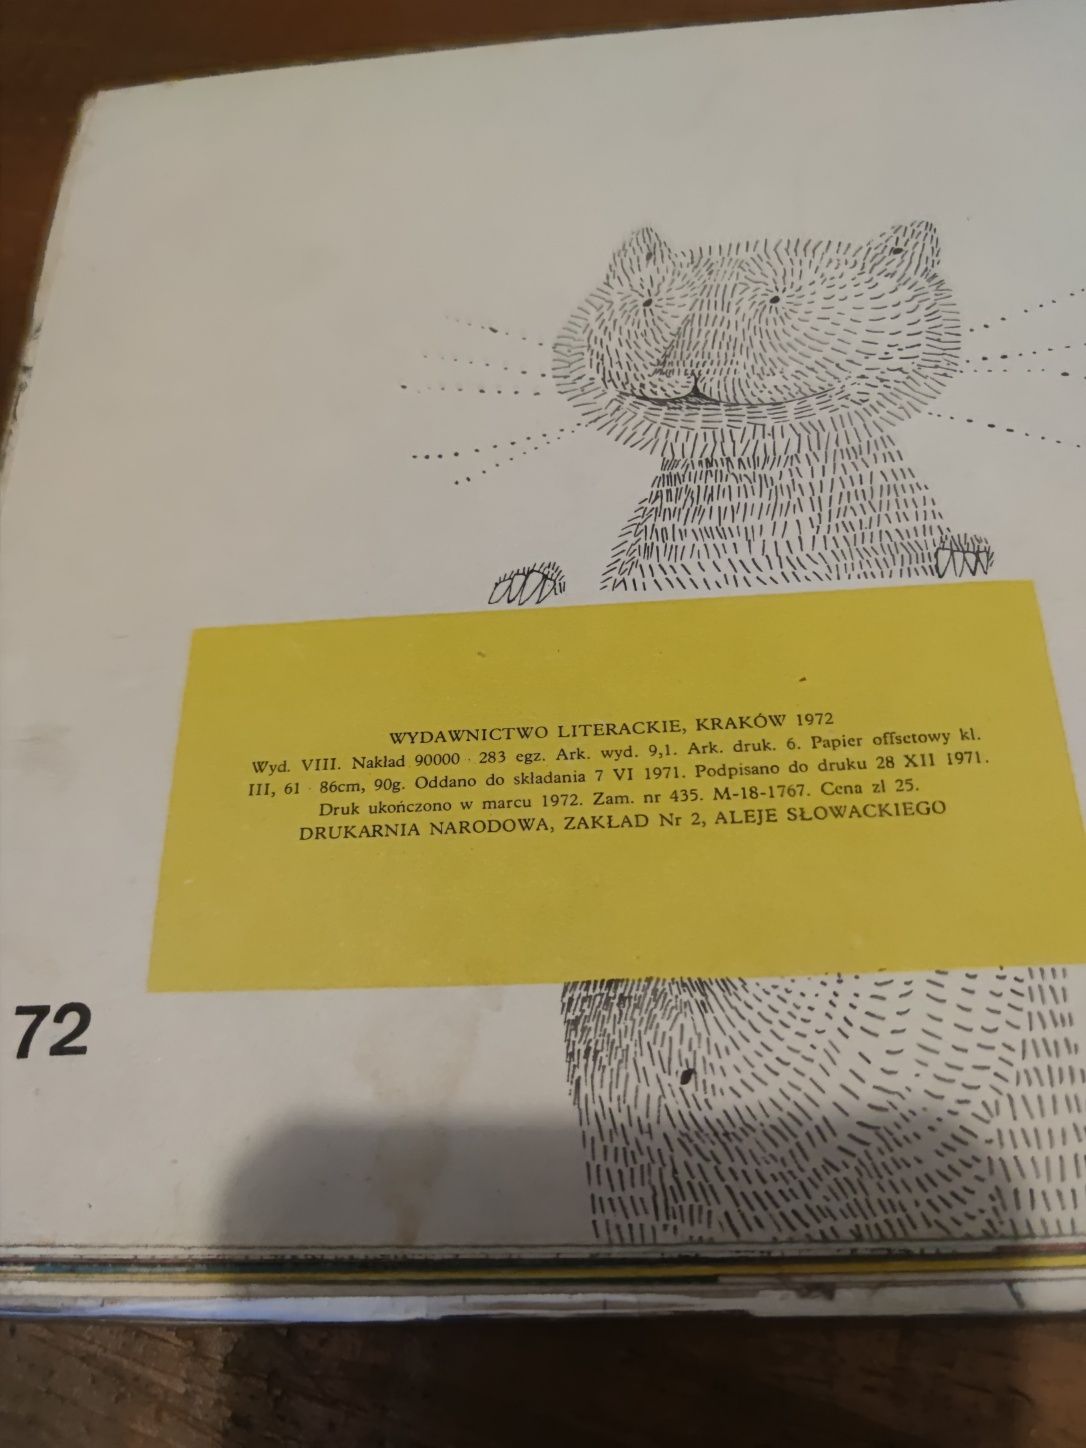 WYDAWNICTWO LITERACKIE, KRAKÓW 1972
Wyd. VIII. Nakład 90000 · 283 egz. Ark. wyd. 9,1. Ark. druk. 6. Papier offsetowy kl.
III, 61 · 86cm, 90g. Oddano do składania 7 VI 1971. Podpisano do druku 28 XII 1971.
Druk ukończono w marcu 1972. Zam. nr 435. M-18-1767. Cena zl 25.
DRUKARNIA NARODOWA, ZAKŁAD Nr 2, ALEJE SŁOWACKIEGO
72